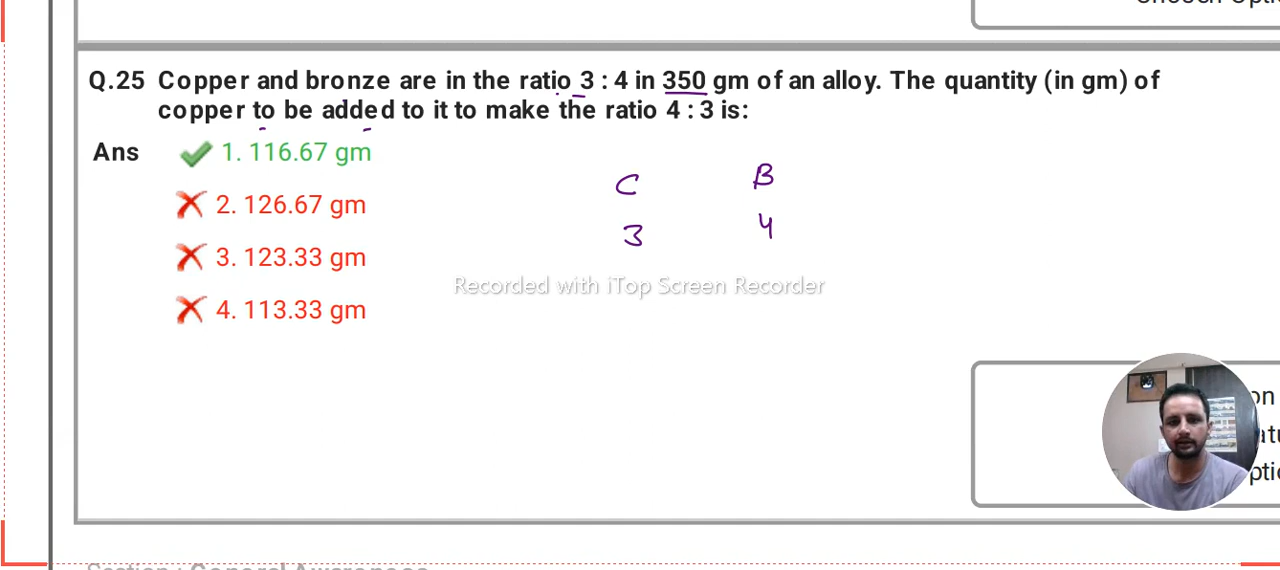 Q.25 Copper and bronze are in the ratio 3 : 4 in 350 gm of an alloy. The quantity (in gm) of
copper to be added to it to make the ratio 4 : 3 is:
Ans 1. 116.67 gm
2. 126.67 gm
3. 123.33 gm
4. 113.33 gm
C B
3 4
Recorded with iTop Screen Recorder